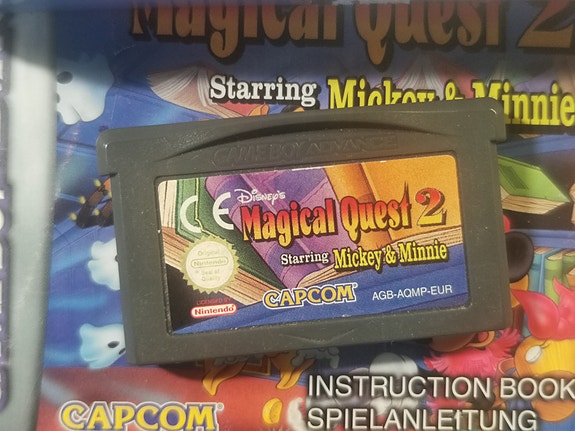 Magical Quest 2
Starring Mickey & Minnie
GAME BOY ADVANCE
CE
Disney's
Magical Quest 2
Starring Mickey & Minnie
Original
Nintendo
Seal of
Quality
LICENSED BY
Nintendo
CAPCOM
AGB-AQMP-EUR
INSTRUCTION BOOK
CAPCOM
SPIELANLEITUNG